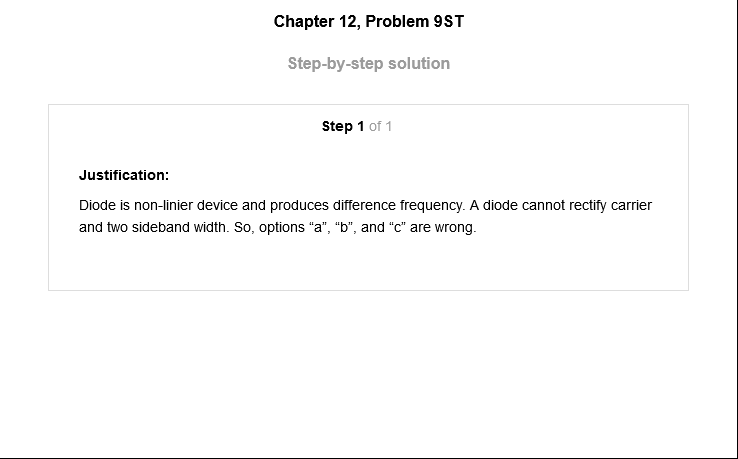 Chapter 12, Problem 9ST
Step-by-step solution
Step 1 of 1
Justification:
Diode is non-linier device and produces difference frequency. A diode cannot rectify carrier
and two sideband width. So, options “a”, “b”, and “c” are wrong.